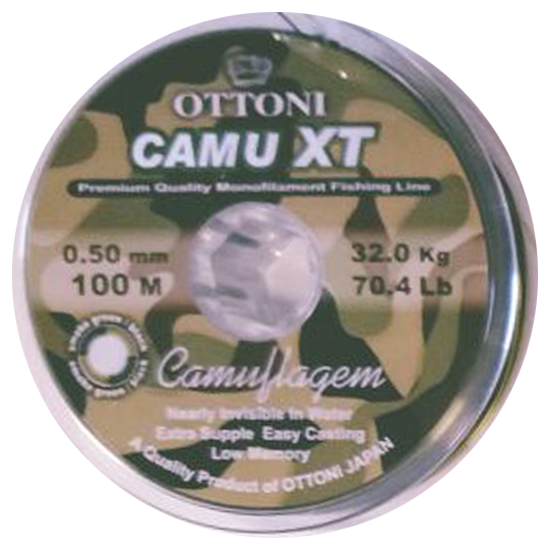 OTTONI
CAMU XT
Premium Quality Monofilament Fishing Line
0.50 mm
100 M
32.0 Kg
70.4 Lb
Camuflagem
Nearly Invisible In Water
Extra Supple Easy Casting
Low Memory
A Quality Product of OTTONI JAPAN